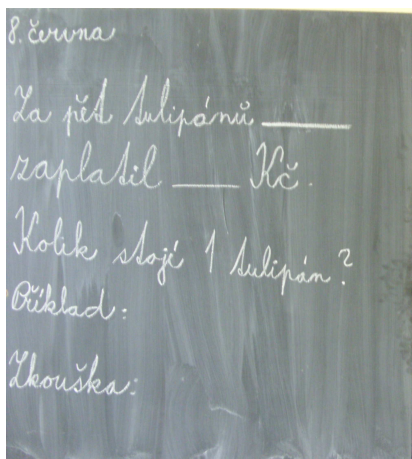 8. června
Za pět tulipánů ____
zaplatil ___ Kč.
Kolik stojí 1 tulipán?
Příklad:
Zkouška: